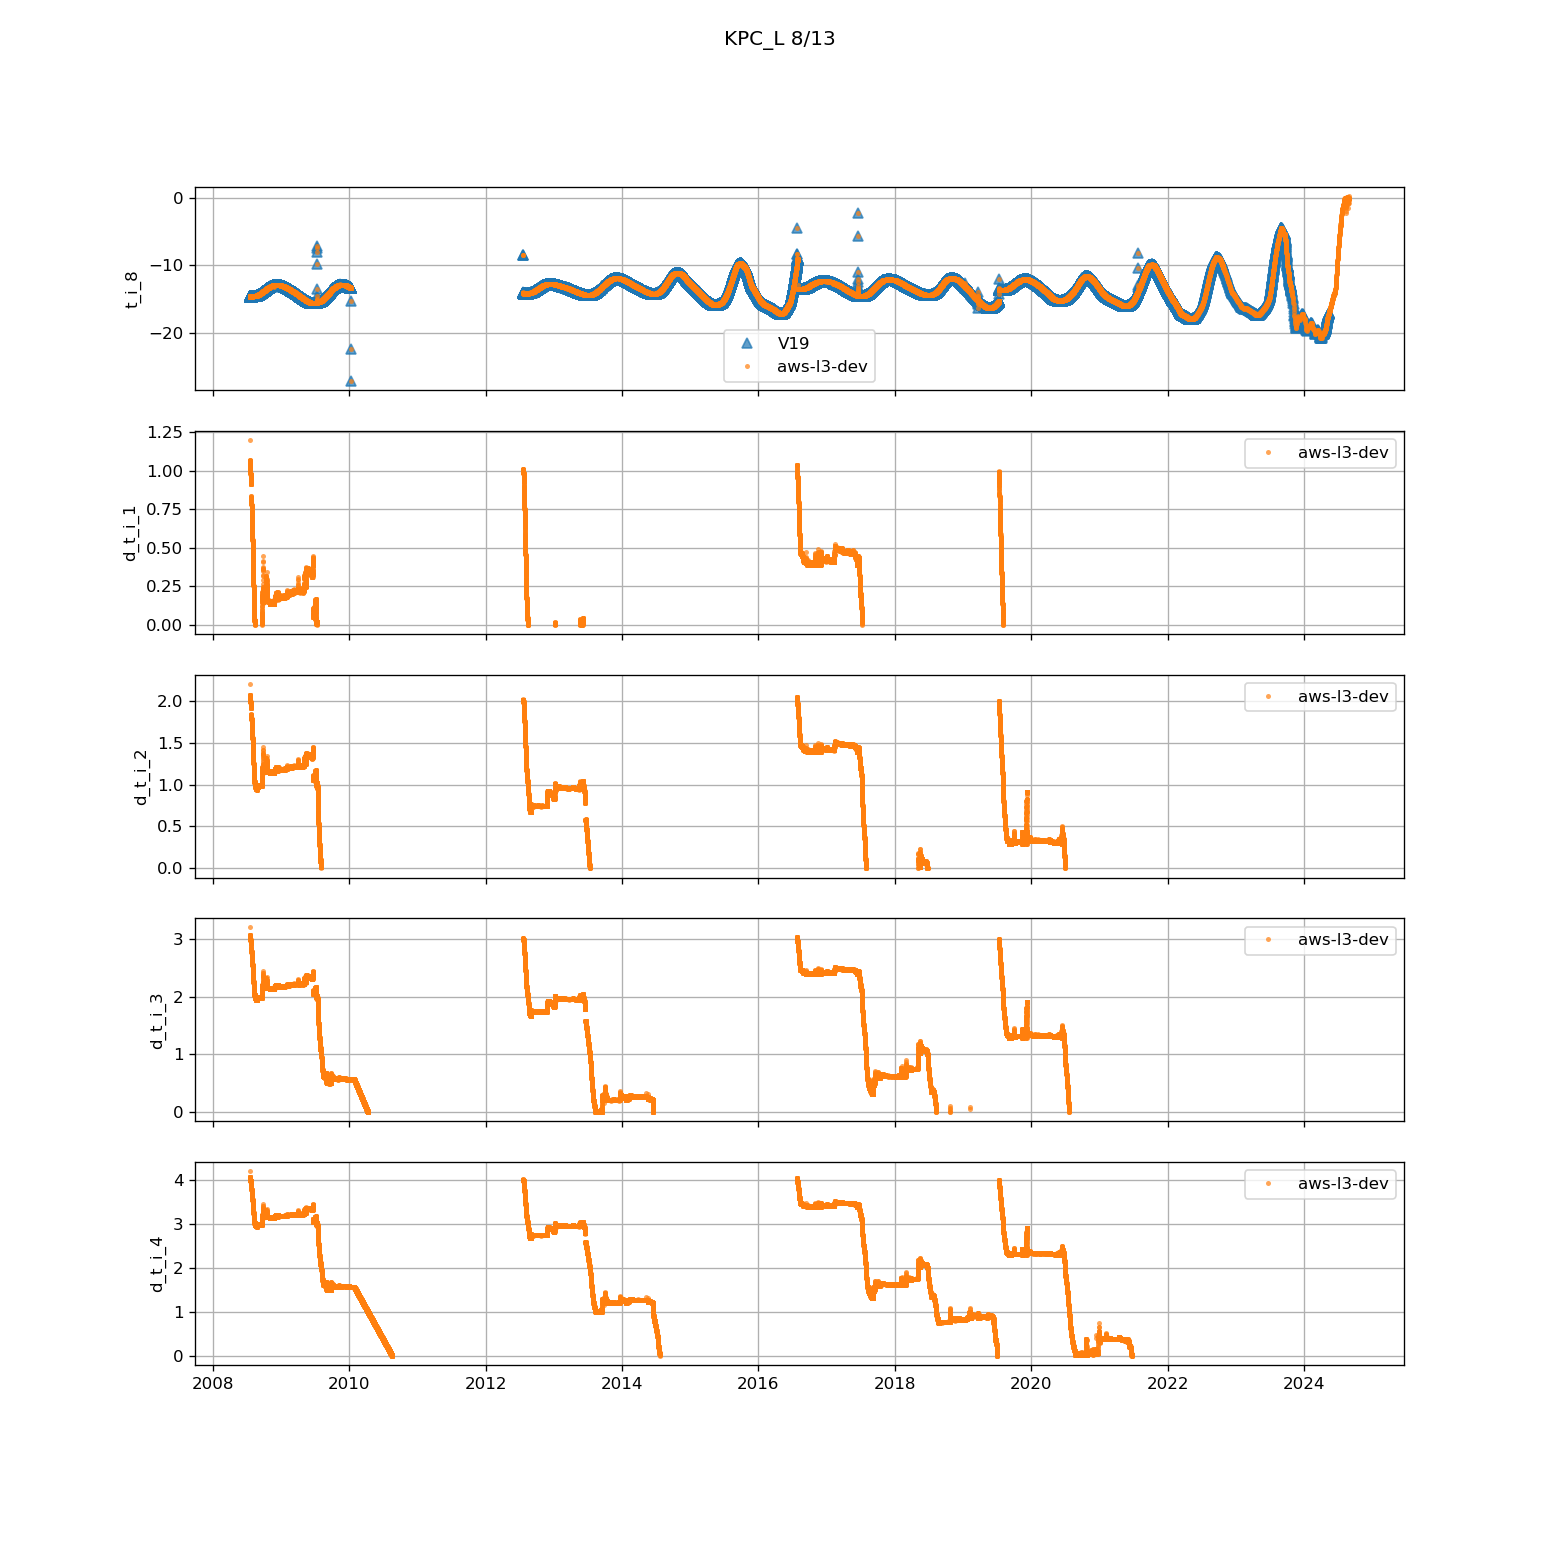 KPC_L 8/13
t_i_8
0
−10
−20
V19
aws-l3-dev
d_t_i_1
1.25
1.00
0.75
0.50
0.25
0.00
aws-l3-dev
d_t_i_2
2.0
1.5
1.0
0.5
0.0
aws-l3-dev
d_t_i_3
3
2
1
0
aws-l3-dev
d_t_i_4
4
3
2
1
0
aws-l3-dev
2008 2010 2012 2014 2016 2018 2020 2022 2024